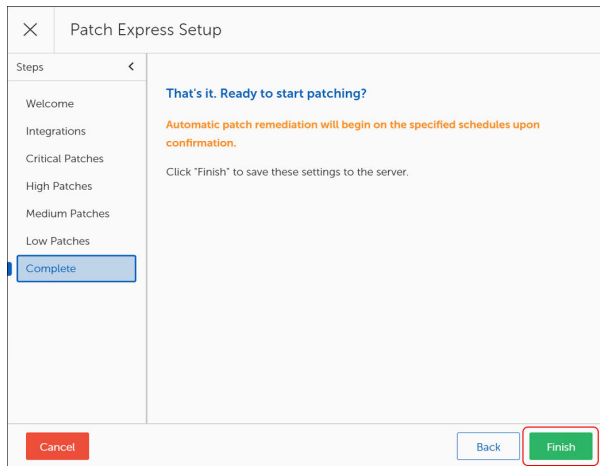 Patch Express Setup
Steps
Welcome
Integrations
Critical Patches
High Patches
Medium Patches
Low Patches
Complete
That's it. Ready to start patching?
Automatic patch remediation will begin on the specified schedules upon
confirmation.
Click "Finish" to save these settings to the server.
Cancel
Back
Finish